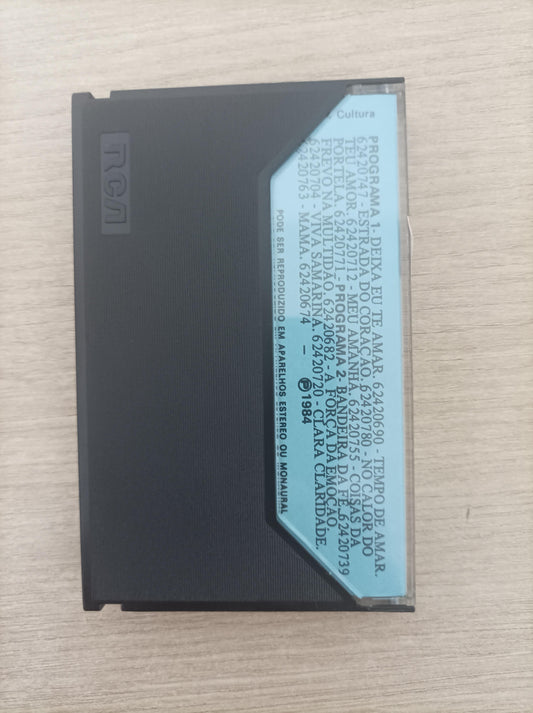 RCA
Cultura
PROGRAMA 1- DEIXA EU TE AMAR. 62420690 - TEMPO DE AMAR.
62420747 - ESTRADA DO CORAÇÃO. 62420780 - NO CALOR DO
TEU AMOR. 62420712 - MEU AMANHÃ. 62420755 - COISAS DA
PORTELA. 62420771 - PROGRAMA 2- BANDEIRA DA FÉ. 62420739
FREVO NA MULTIDÃO. 62420682 - A FORÇA DA EMOÇÃO.
62420704 - VIVA SAMARINA. 62420720 - CLARA CLARIDADE.
62420763 - MAMA. 62420674 - ℗1984
PODE SER REPRODUZIDO EM APARELHOS ESTEREO OU MONAURAL